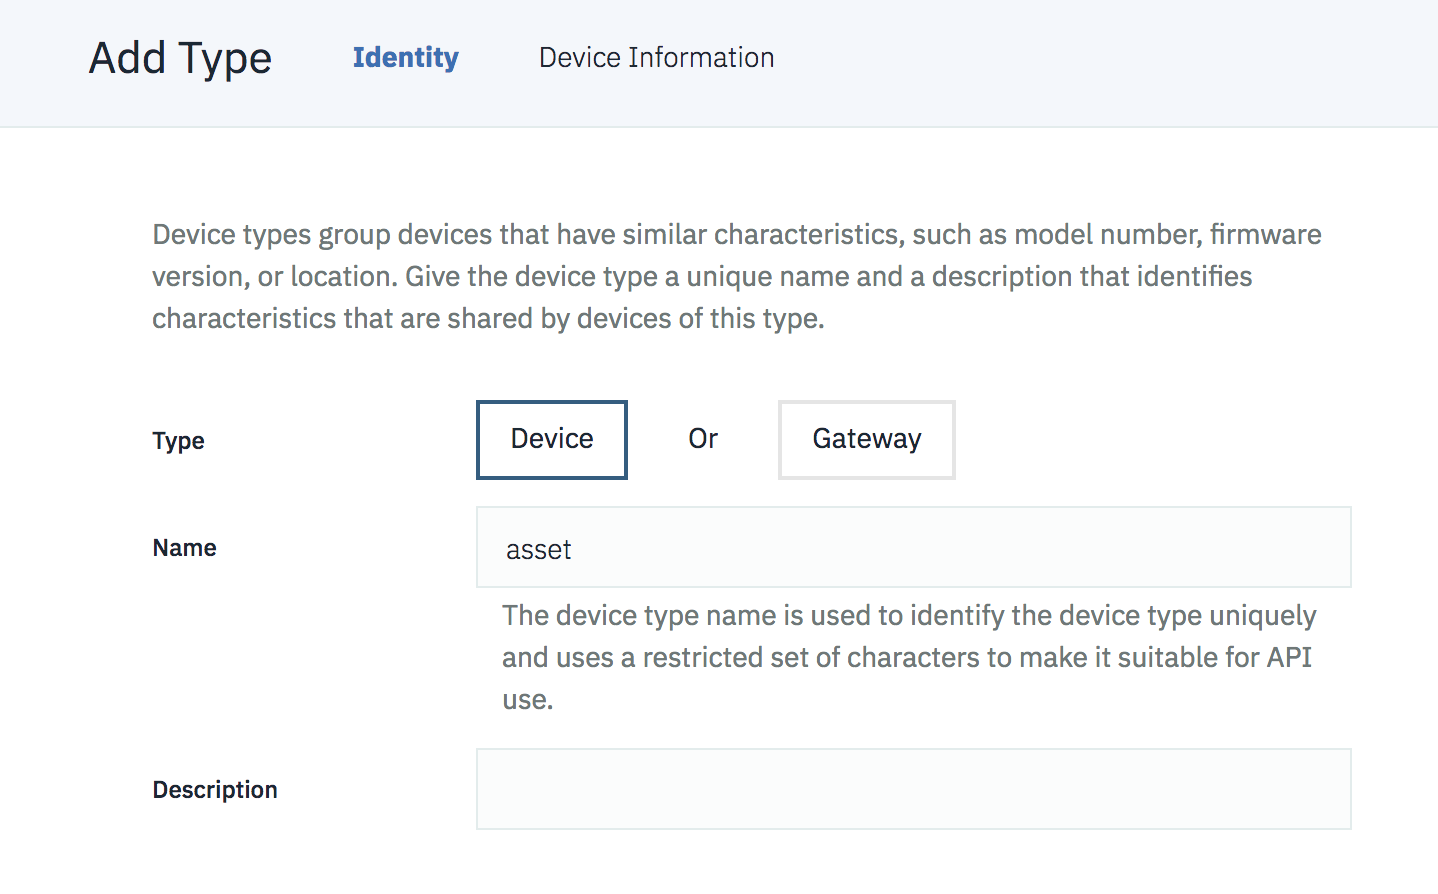 Add Type Identity Device Information
Device types group devices that have similar characteristics, such as model number, firmware
version, or location. Give the device type a unique name and a description that identifies
characteristics that are shared by devices of this type.
Type Device Or Gateway
Name asset
The device type name is used to identify the device type uniquely
and uses a restricted set of characters to make it suitable for API
use.
Description